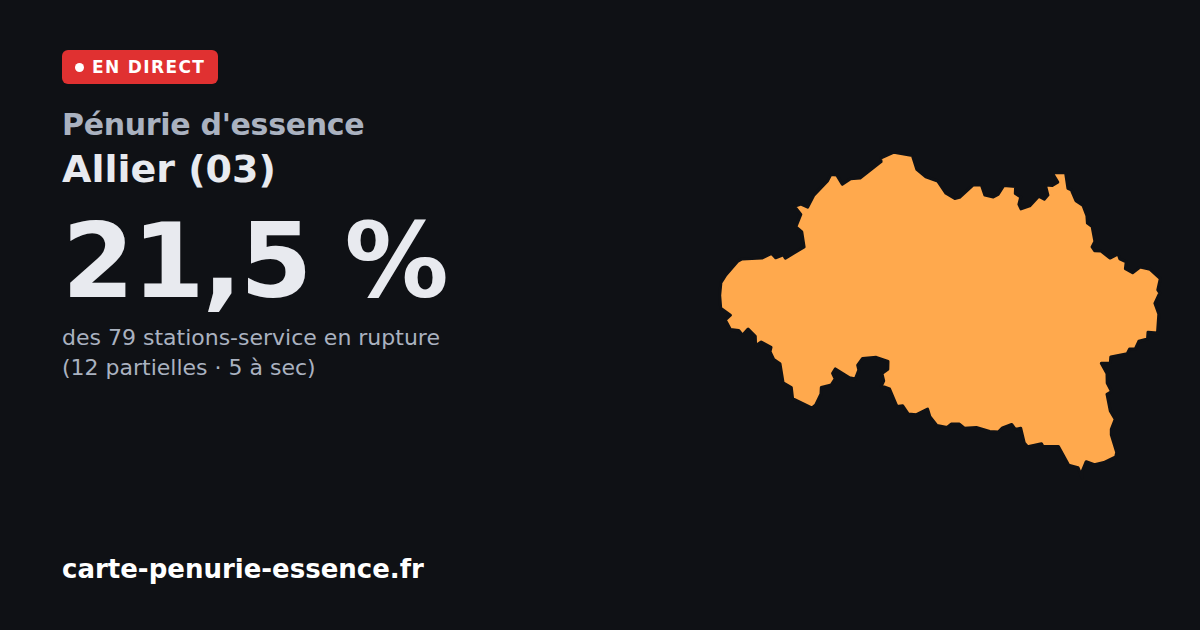 EN DIRECT
Pénurie d'essence
Allier (03)
21,5 %
des 79 stations-service en rupture
(12 partielles · 5 à sec)
carte-penurie-essence.fr